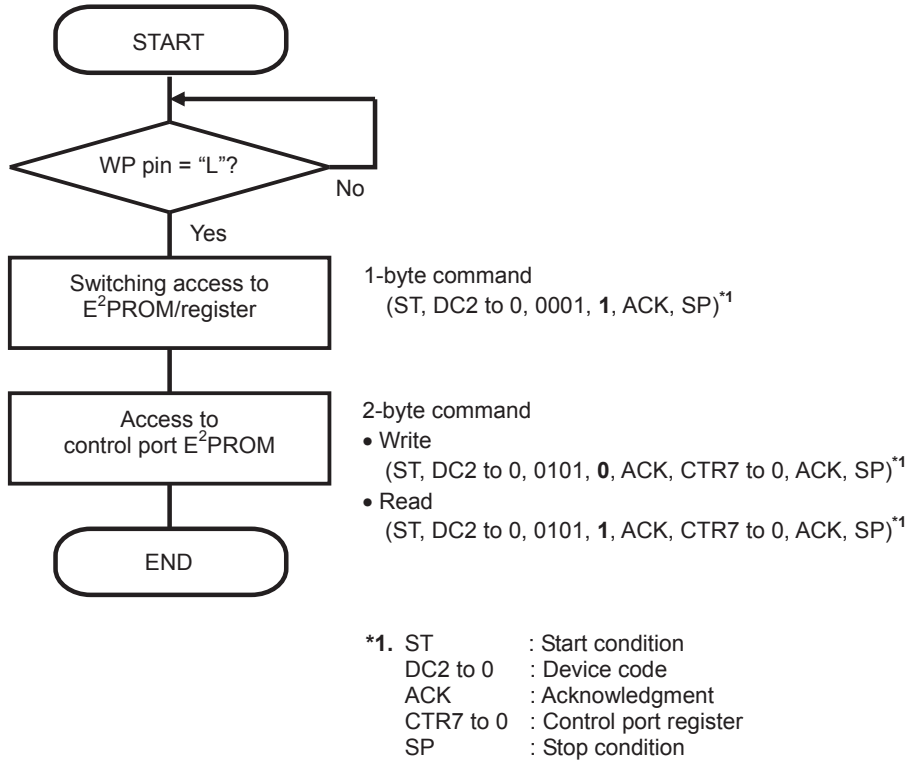 START
WP pin = “L”?
No
Yes
Switching access to
E²PROM/register
1-byte command
(ST, DC2 to 0, 0001, 1, ACK, SP)*1
Access to
control port E²PROM
2-byte command
• Write
(ST, DC2 to 0, 0101, 0, ACK, CTR7 to 0, ACK, SP)*1
• Read
(ST, DC2 to 0, 0101, 1, ACK, CTR7 to 0, ACK, SP)*1
END
*1. ST : Start condition
DC2 to 0 : Device code
ACK : Acknowledgment
CTR7 to 0 : Control port register
SP : Stop condition